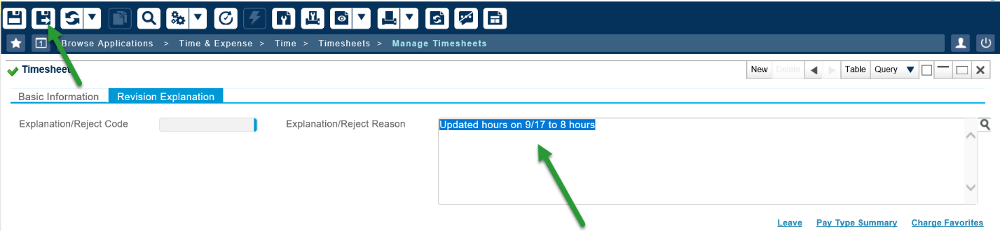 1
Browse Applications > Time & Expense > Time > Timesheets > Manage Timesheets
Timesheet
New Delete Table Query
Basic Information Revision Explanation
Explanation/Reject Code Explanation/Reject Reason Updated hours on 9/17 to 8 hours
Leave Pay Type Summary Charge Favorites